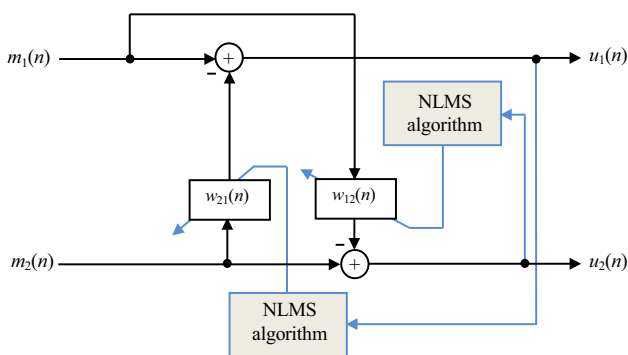 m₁(n)
+
-
u₁(n)
NLMS
algorithm
w₂₁(n)
w₁₂(n)
-
m₂(n)
+
u₂(n)
NLMS
algorithm